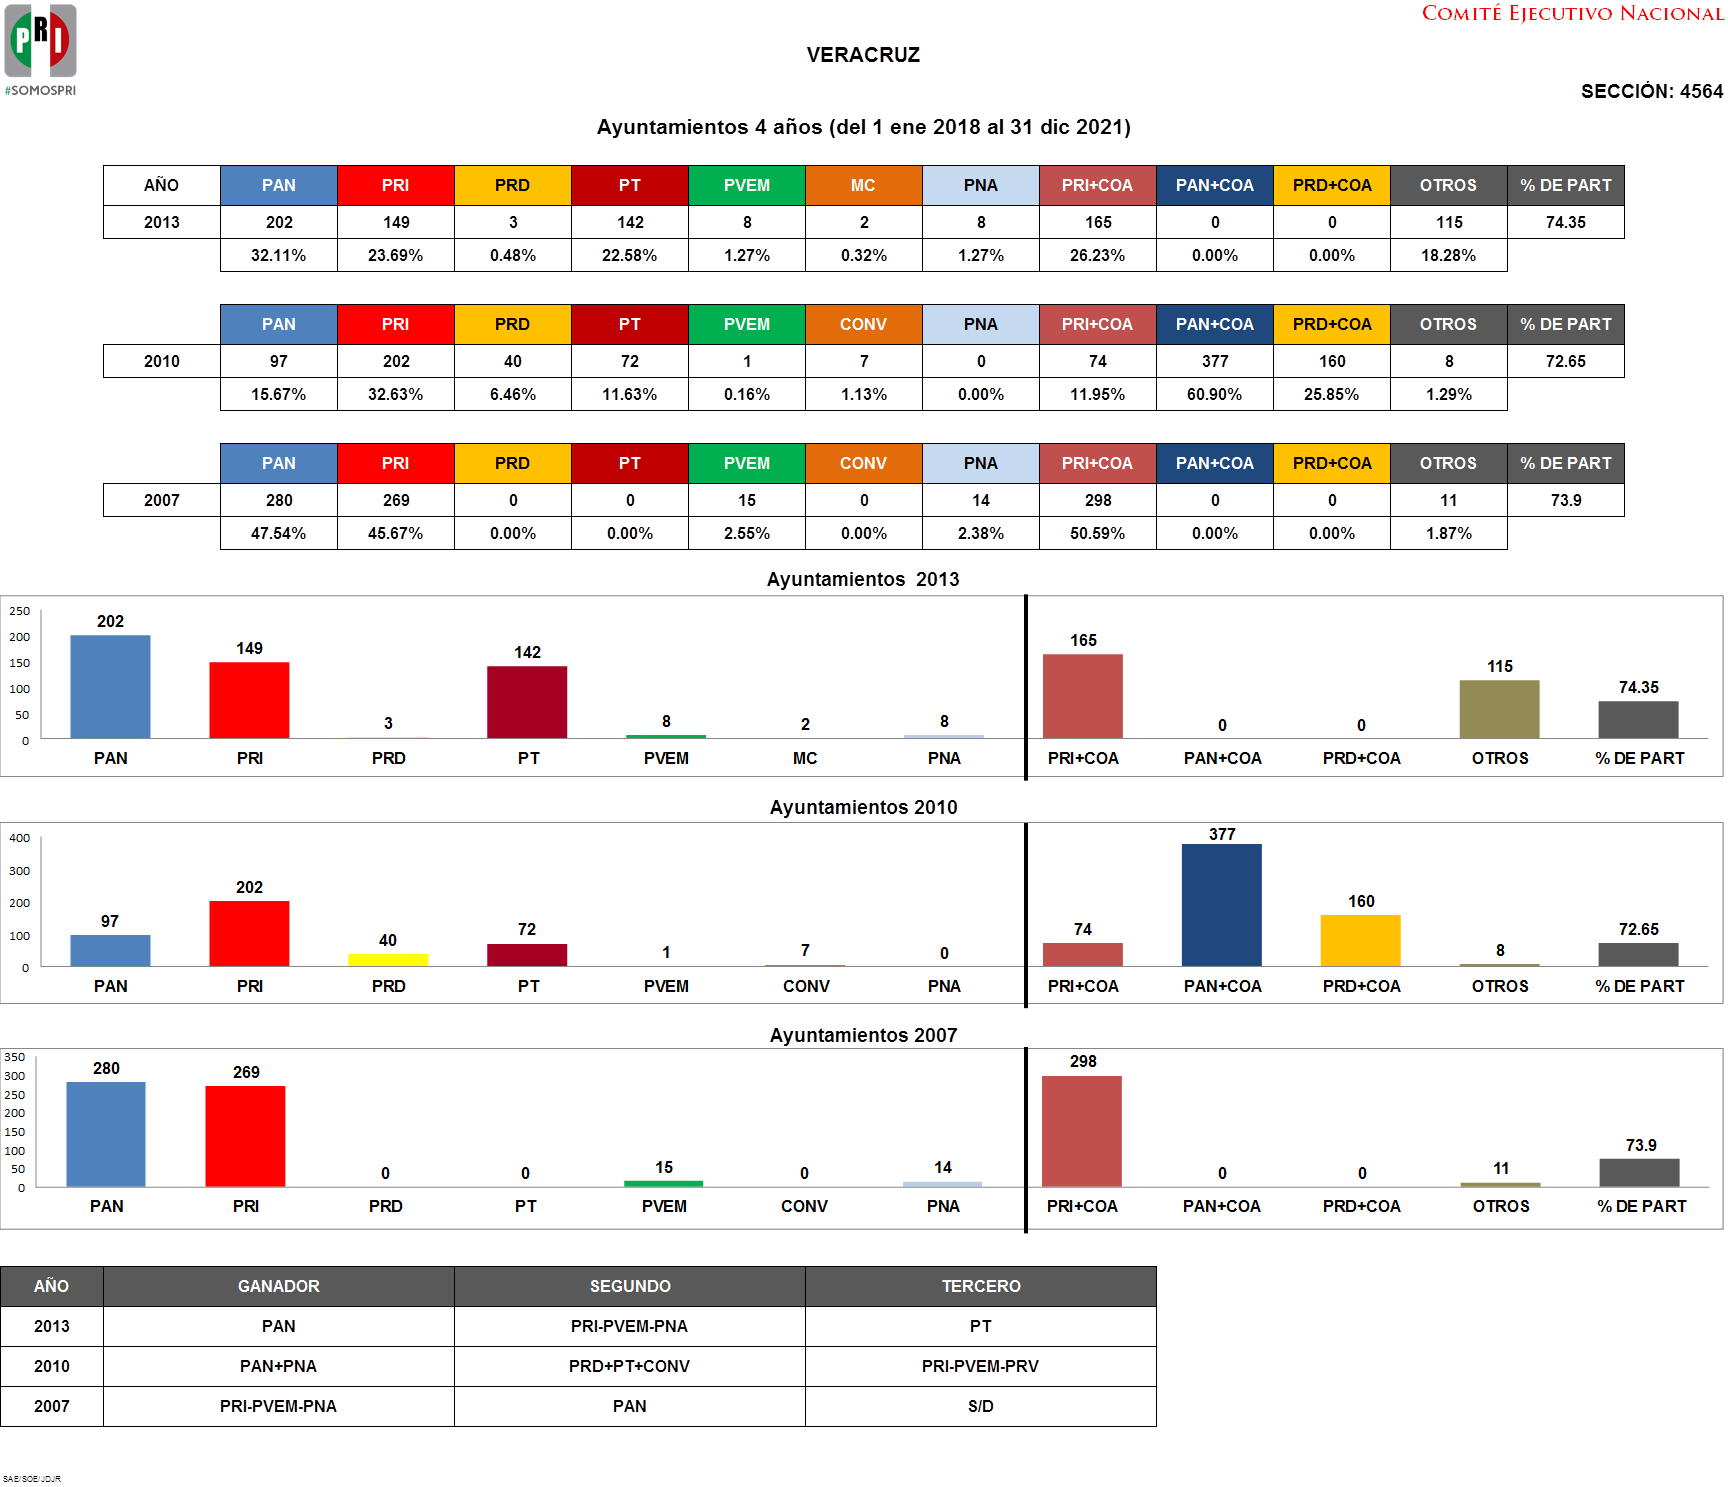 PRI
#SOMOSPRI
COMITÉ EJECUTIVO NACIONAL
VERACRUZ
SECCIÓN: 4564
Ayuntamientos 4 años (del 1 ene 2018 al 31 dic 2021)
AÑO PAN PRI PRD PT PVEM MC PNA PRI+COA PAN+COA PRD+COA OTROS % DE PART
2013 202 149 3 142 8 2 8 165 0 0 115 74.35
32.11% 23.69% 0.48% 22.58% 1.27% 0.32% 1.27% 26.23% 0.00% 0.00% 18.28%
PAN PRI PRD PT PVEM CONV PNA PRI+COA PAN+COA PRD+COA OTROS % DE PART
2010 97 202 40 72 1 7 0 74 377 160 8 72.65
15.67% 32.63% 6.46% 11.63% 0.16% 1.13% 0.00% 11.95% 60.90% 25.85% 1.29%
PAN PRI PRD PT PVEM CONV PNA PRI+COA PAN+COA PRD+COA OTROS % DE PART
2007 280 269 0 0 15 0 14 298 0 0 11 73.9
47.54% 45.67% 0.00% 0.00% 2.55% 0.00% 2.38% 50.59% 0.00% 0.00% 1.87%
Ayuntamientos 2013
250
200
150
100
50
0
202 149 3 142 8 2 8 165 0 0 115 74.35
PAN PRI PRD PT PVEM MC PNA PRI+COA PAN+COA PRD+COA OTROS % DE PART
Ayuntamientos 2010
400
300
200
100
0
97 202 40 72 1 7 0 74 377 160 8 72.65
PAN PRI PRD PT PVEM CONV PNA PRI+COA PAN+COA PRD+COA OTROS % DE PART
Ayuntamientos 2007
350
300
250
200
150
100
50
0
280 269 0 0 15 0 14 298 0 0 11 73.9
PAN PRI PRD PT PVEM CONV PNA PRI+COA PAN+COA PRD+COA OTROS % DE PART
AÑO GANADOR SEGUNDO TERCERO
2013 PAN PRI-PVEM-PNA PT
2010 PAN+PNA PRD+PT+CONV PRI-PVEM-PRV
2007 PRI-PVEM-PNA PAN S/D
SAE/SOE/JDJR